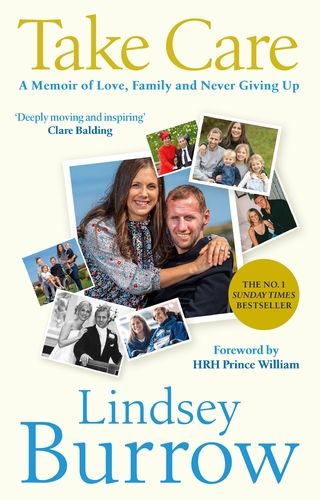 Take Care
A Memoir of Love, Family and Never Giving Up
‘Deeply moving and inspiring’
Clare Balding
THE NO. 1
SUNDAY TIMES
BESTSELLER
Foreword by
HRH Prince William
Lindsey
Burrow